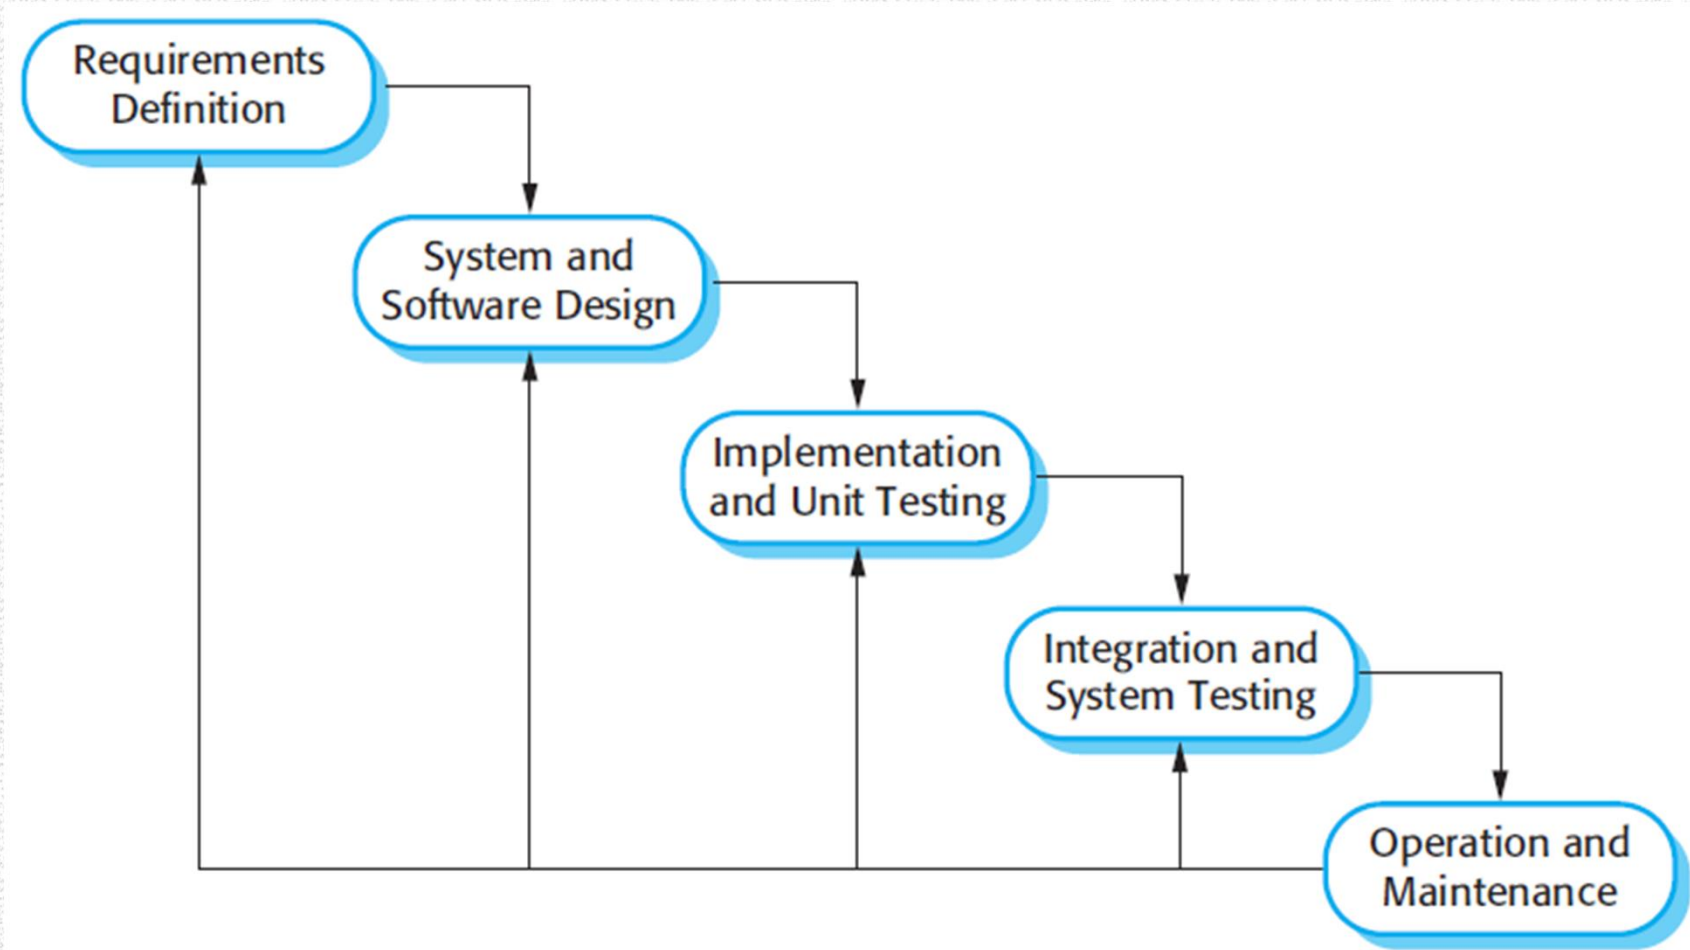 Requirements
Definition
System and
Software Design
Implementation
and Unit Testing
Integration and
System Testing
Operation and
Maintenance